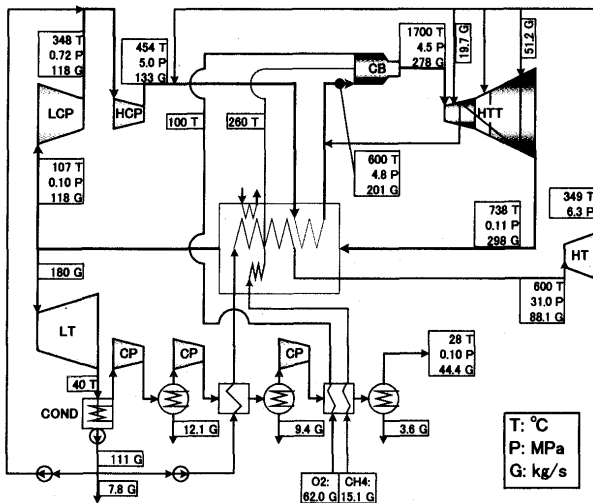 348 T
0.72 P
118 G
454 T
5.0 P
133 G
1700 T
4.5 P
278 G
19.7 G
51.2 G
CB
LCP
HCP
HTT
100 T
260 T
107 T
0.10 P
118 G
600 T
4.8 P
201 G
738 T
0.11 P
298 G
349 T
6.3 P
HT
180 G
600 T
31.0 P
88.1 G
LT
CP
CP
CP
28 T
0.10 P
44.4 G
40 T
COND
12.1 G
9.4 G
3.6 G
111 G
7.8 G
O2:
62.0 G
CH4:
15.1 G
T: °C
P: MPa
G: kg/s